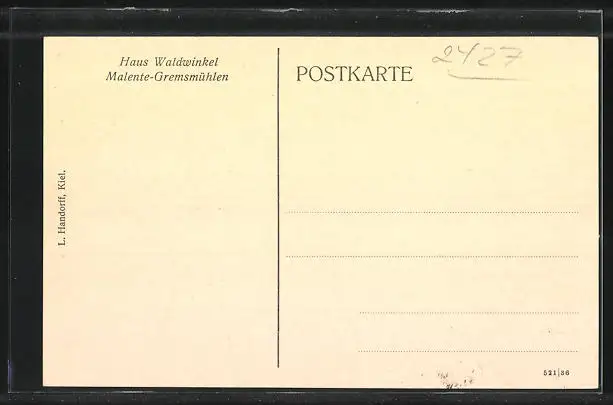 Haus Waldwinkel
Malente-Gremsmühlen
POSTKARTE
2427
L. Handorff, Kiel.
521|36